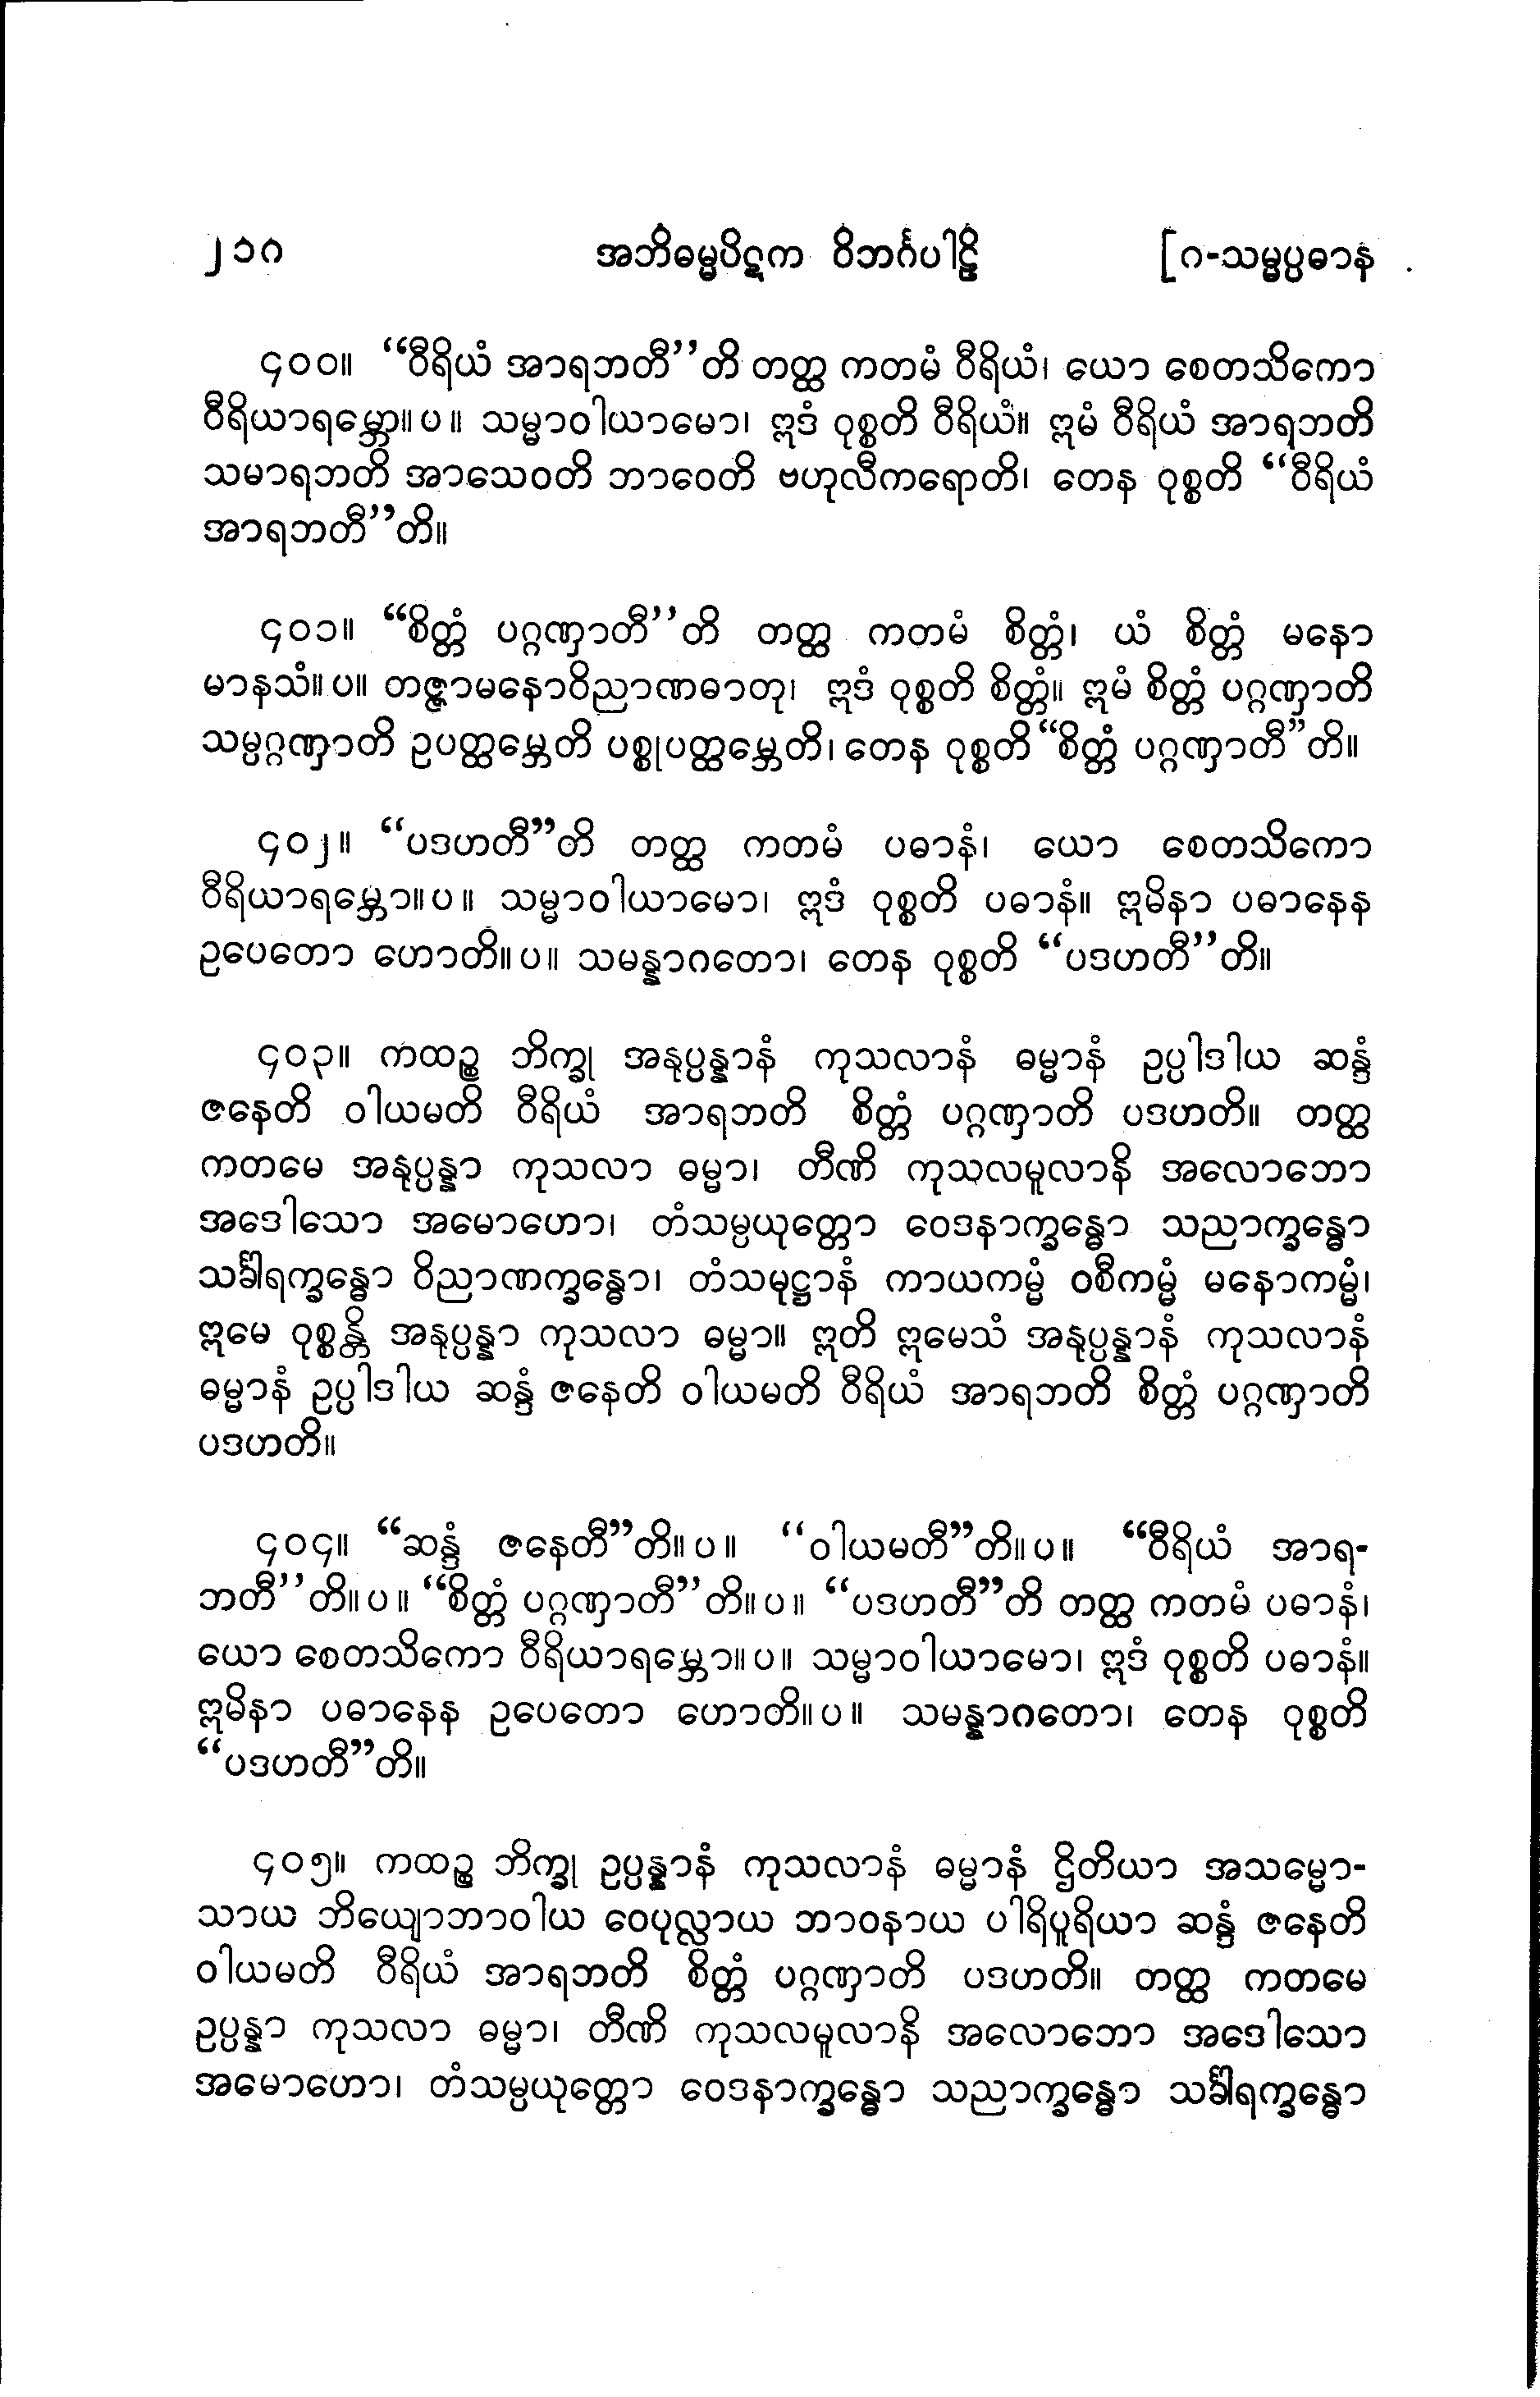 ၂၁၈ အဘိဓမ္မပိဋက ဝိဘင်္ဂပါဠိ [၈-သမ္မပ္ပဓာန
၄၀၀။ “ဝီရိယံ အာရဘတီ”တိ တတ္ထ ကတမံ ဝီရိယံ၊ ယော စေတသိကော
ဝီရိယာရမ္ဘော။ပ။ သမ္မာဝါယာမော၊ ဣဒံ ဝုစ္စတိ ဝီရိယံ။ ဣမံ ဝီရိယံ အာရဘတိ
သမာရဘတိ အာသေဝတိ ဘာဝေတိ ဗဟုလီကရောတိ၊ တေန ဝုစ္စတိ “ဝီရိယံ
အာရဘတီ”တိ။
၄၀၁။ “စိတ္တံ ပဂ္ဂဏှာတီ”တိ တတ္ထ ကတမံ စိတ္တံ၊ ယံ စိတ္တံ မနော
မာနသံ။ပ။ တဇ္ဇာမနောဝိညာဏဓာတု၊ ဣဒံ ဝုစ္စတိ စိတ္တံ။ ဣမံ စိတ္တံ ပဂ္ဂဏှာတိ
သမ္ပဂ္ဂဏှာတိ ဥပတ္ထမ္ဘေတိ ပစ္စုပတ္ထမ္ဘေတိ၊ တေန ဝုစ္စတိ “စိတ္တံ ပဂ္ဂဏှာတီ”တိ။
၄၀၂။ “ပဒဟတီ”တိ တတ္ထ ကတမံ ပဓာနံ၊ ယော စေတသိကော
ဝီရိယာရမ္ဘော။ပ။ သမ္မာဝါယာမော၊ ဣဒံ ဝုစ္စတိ ပဓာနံ။ ဣမိနာ ပဓာနေန
ဥပေတော ဟောတိ။ပ။ သမန္နာဂတော၊ တေန ဝုစ္စတိ “ပဒဟတီ”တိ။
၄၀၃။ ကထဉ္စ ဘိက္ခု အနုပ္ပန္နာနံ ကုသလာနံ ဓမ္မာနံ ဥပ္ပါဒါယ ဆန္ဒံ
ဇနေတိ ဝါယမတိ ဝီရိယံ အာရဘတိ စိတ္တံ ပဂ္ဂဏှာတိ ပဒဟတိ။ တတ္ထ
ကတမေ အနုပ္ပန္နာ ကုသလာ ဓမ္မာ၊ တီဏိ ကုသလမူလာနိ အလောဘော
အဒေါသော အမောဟော၊ တံသမ္ပယုတ္တော ဝေဒနာက္ခန္ဓော သညာက္ခန္ဓော
သင်္ခါရက္ခန္ဓော ဝိညာဏက္ခန္ဓော၊ တံသမုဋ္ဌာနံ ကာယကမ္မံ ဝစီကမ္မံ မနောကမ္မံ၊
ဣမေ ဝုစ္စန္တိ အနုပ္ပန္နာ ကုသလာ ဓမ္မာ။ ဣတိ ဣမေသံ အနုပ္ပန္နာနံ ကုသလာနံ
ဓမ္မာနံ ဥပ္ပါဒါယ ဆန္ဒံ ဇနေတိ ဝါယမတိ ဝီရိယံ အာရဘတိ စိတ္တံ ပဂ္ဂဏှာတိ
ပဒဟတိ။
၄၀၄။ “ဆန္ဒံ ဇနေတီ”တိ။ပ။ “ဝါယမတီ”တိ။ပ။ “ဝီရိယံ အာရ-
ဘတီ”တိ။ပ။ “စိတ္တံ ပဂ္ဂဏှာတီ”တိ။ပ။ “ပဒဟတီ”တိ တတ္ထ ကတမံ ပဓာနံ၊
ယော စေတသိကော ဝီရိယာရမ္ဘော။ပ။ သမ္မာဝါယာမော၊ ဣဒံ ဝုစ္စတိ ပဓာနံ။
ဣမိနာ ပဓာနေန ဥပေတော ဟောတိ။ပ။ သမန္နာဂတော၊ တေန ဝုစ္စတိ
“ပဒဟတီ”တိ။
၄၀၅။ ကထဉ္စ ဘိက္ခု ဥပ္ပန္နာနံ ကုသလာနံ ဓမ္မာနံ ဌိတိယာ အသမ္မော-
သာယ ဘိယျောဘာဝါယ ဝေပုလ္လာယ ဘာဝနာယ ပါရိပူရိယာ ဆန္ဒံ ဇနေတိ
ဝါယမတိ ဝီရိယံ အာရဘတိ စိတ္တံ ပဂ္ဂဏှာတိ ပဒဟတိ။ တတ္ထ ကတမေ
ဥပ္ပန္နာ ကုသလာ ဓမ္မာ၊ တီဏိ ကုသလမူလာနိ အလောဘော အဒေါသော
အမောဟော၊ တံသမ္ပယုတ္တော ဝေဒနာက္ခန္ဓော သညာက္ခန္ဓော သင်္ခါရက္ခန္ဓော